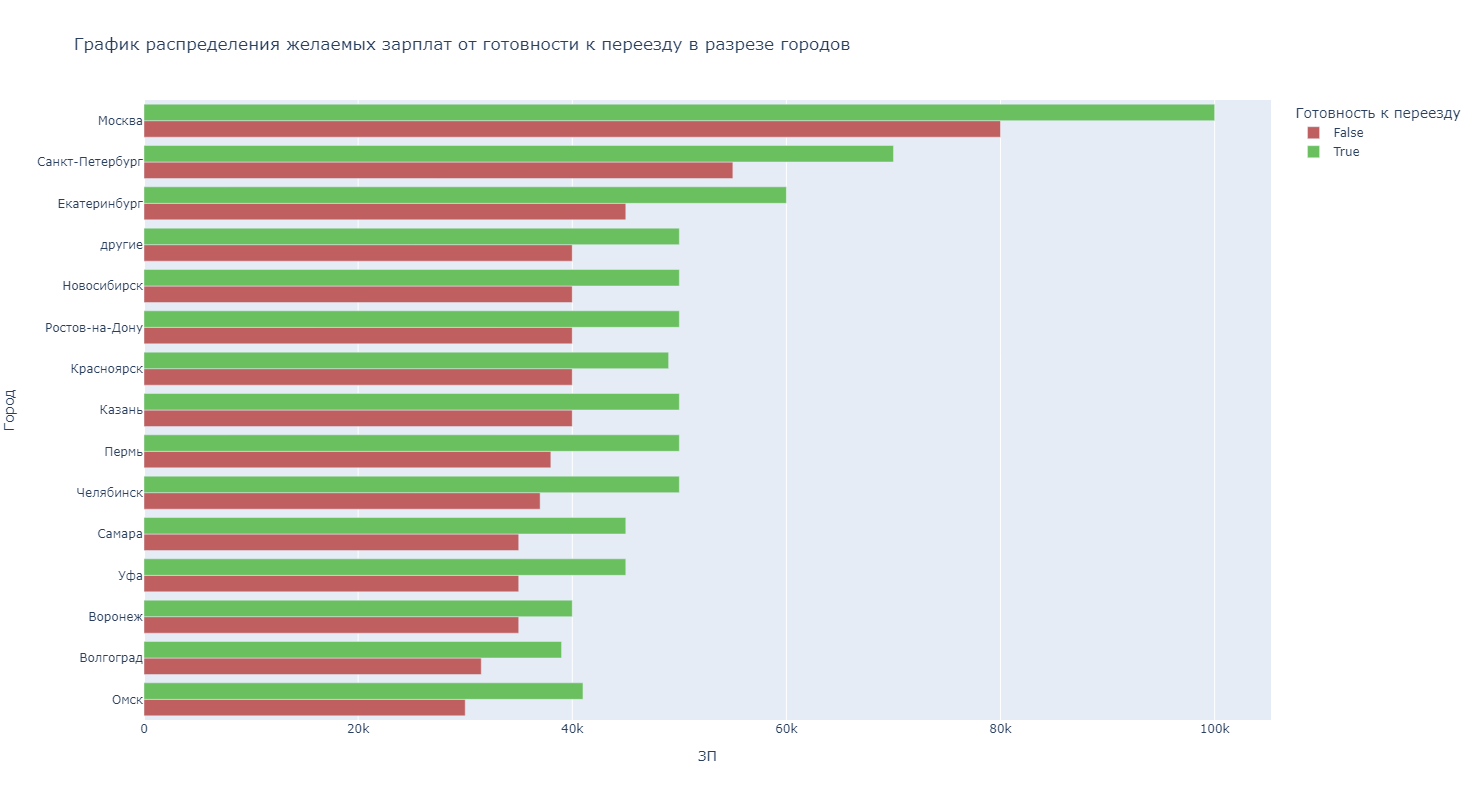 График распределения желаемых зарплат от готовности к переезду в разрезе городов
Готовность к переезду
False
True
Город
Москва
Санкт-Петербург
Екатеринбург
другие
Новосибирск
Ростов-на-Дону
Красноярск
Казань
Пермь
Челябинск
Самара
Уфа
Воронеж
Волгоград
Омск
0 20k 40k 60k 80k 100k
ЗП